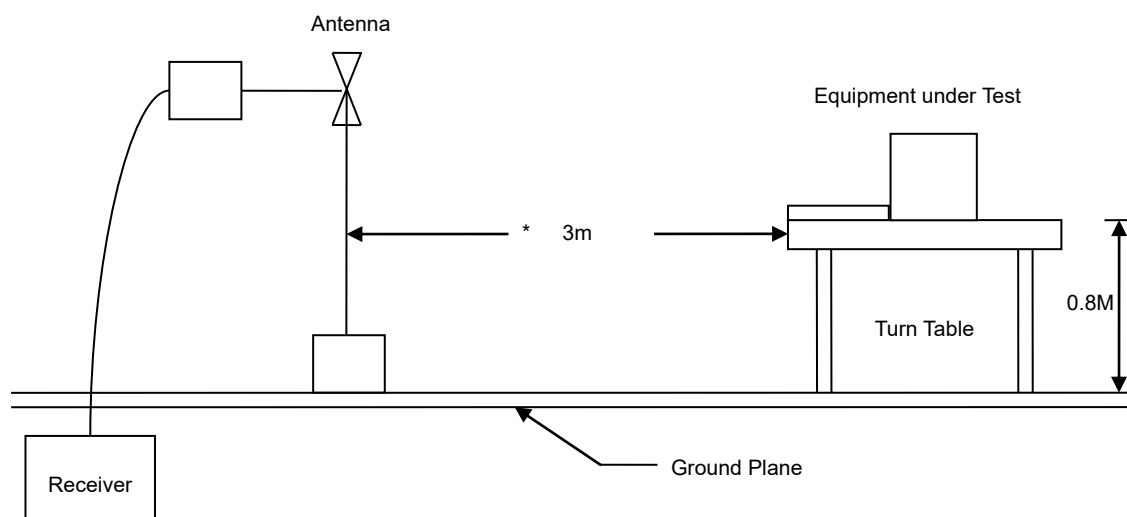 Antenna
Equipment under Test
* 3m
0.8M
Turn Table
Ground Plane
Receiver